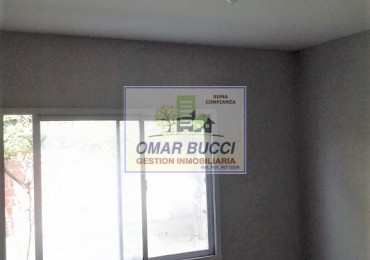 SUMA
CONFIANZA
OMAR BUCCI
GESTION INMOBILIARIA